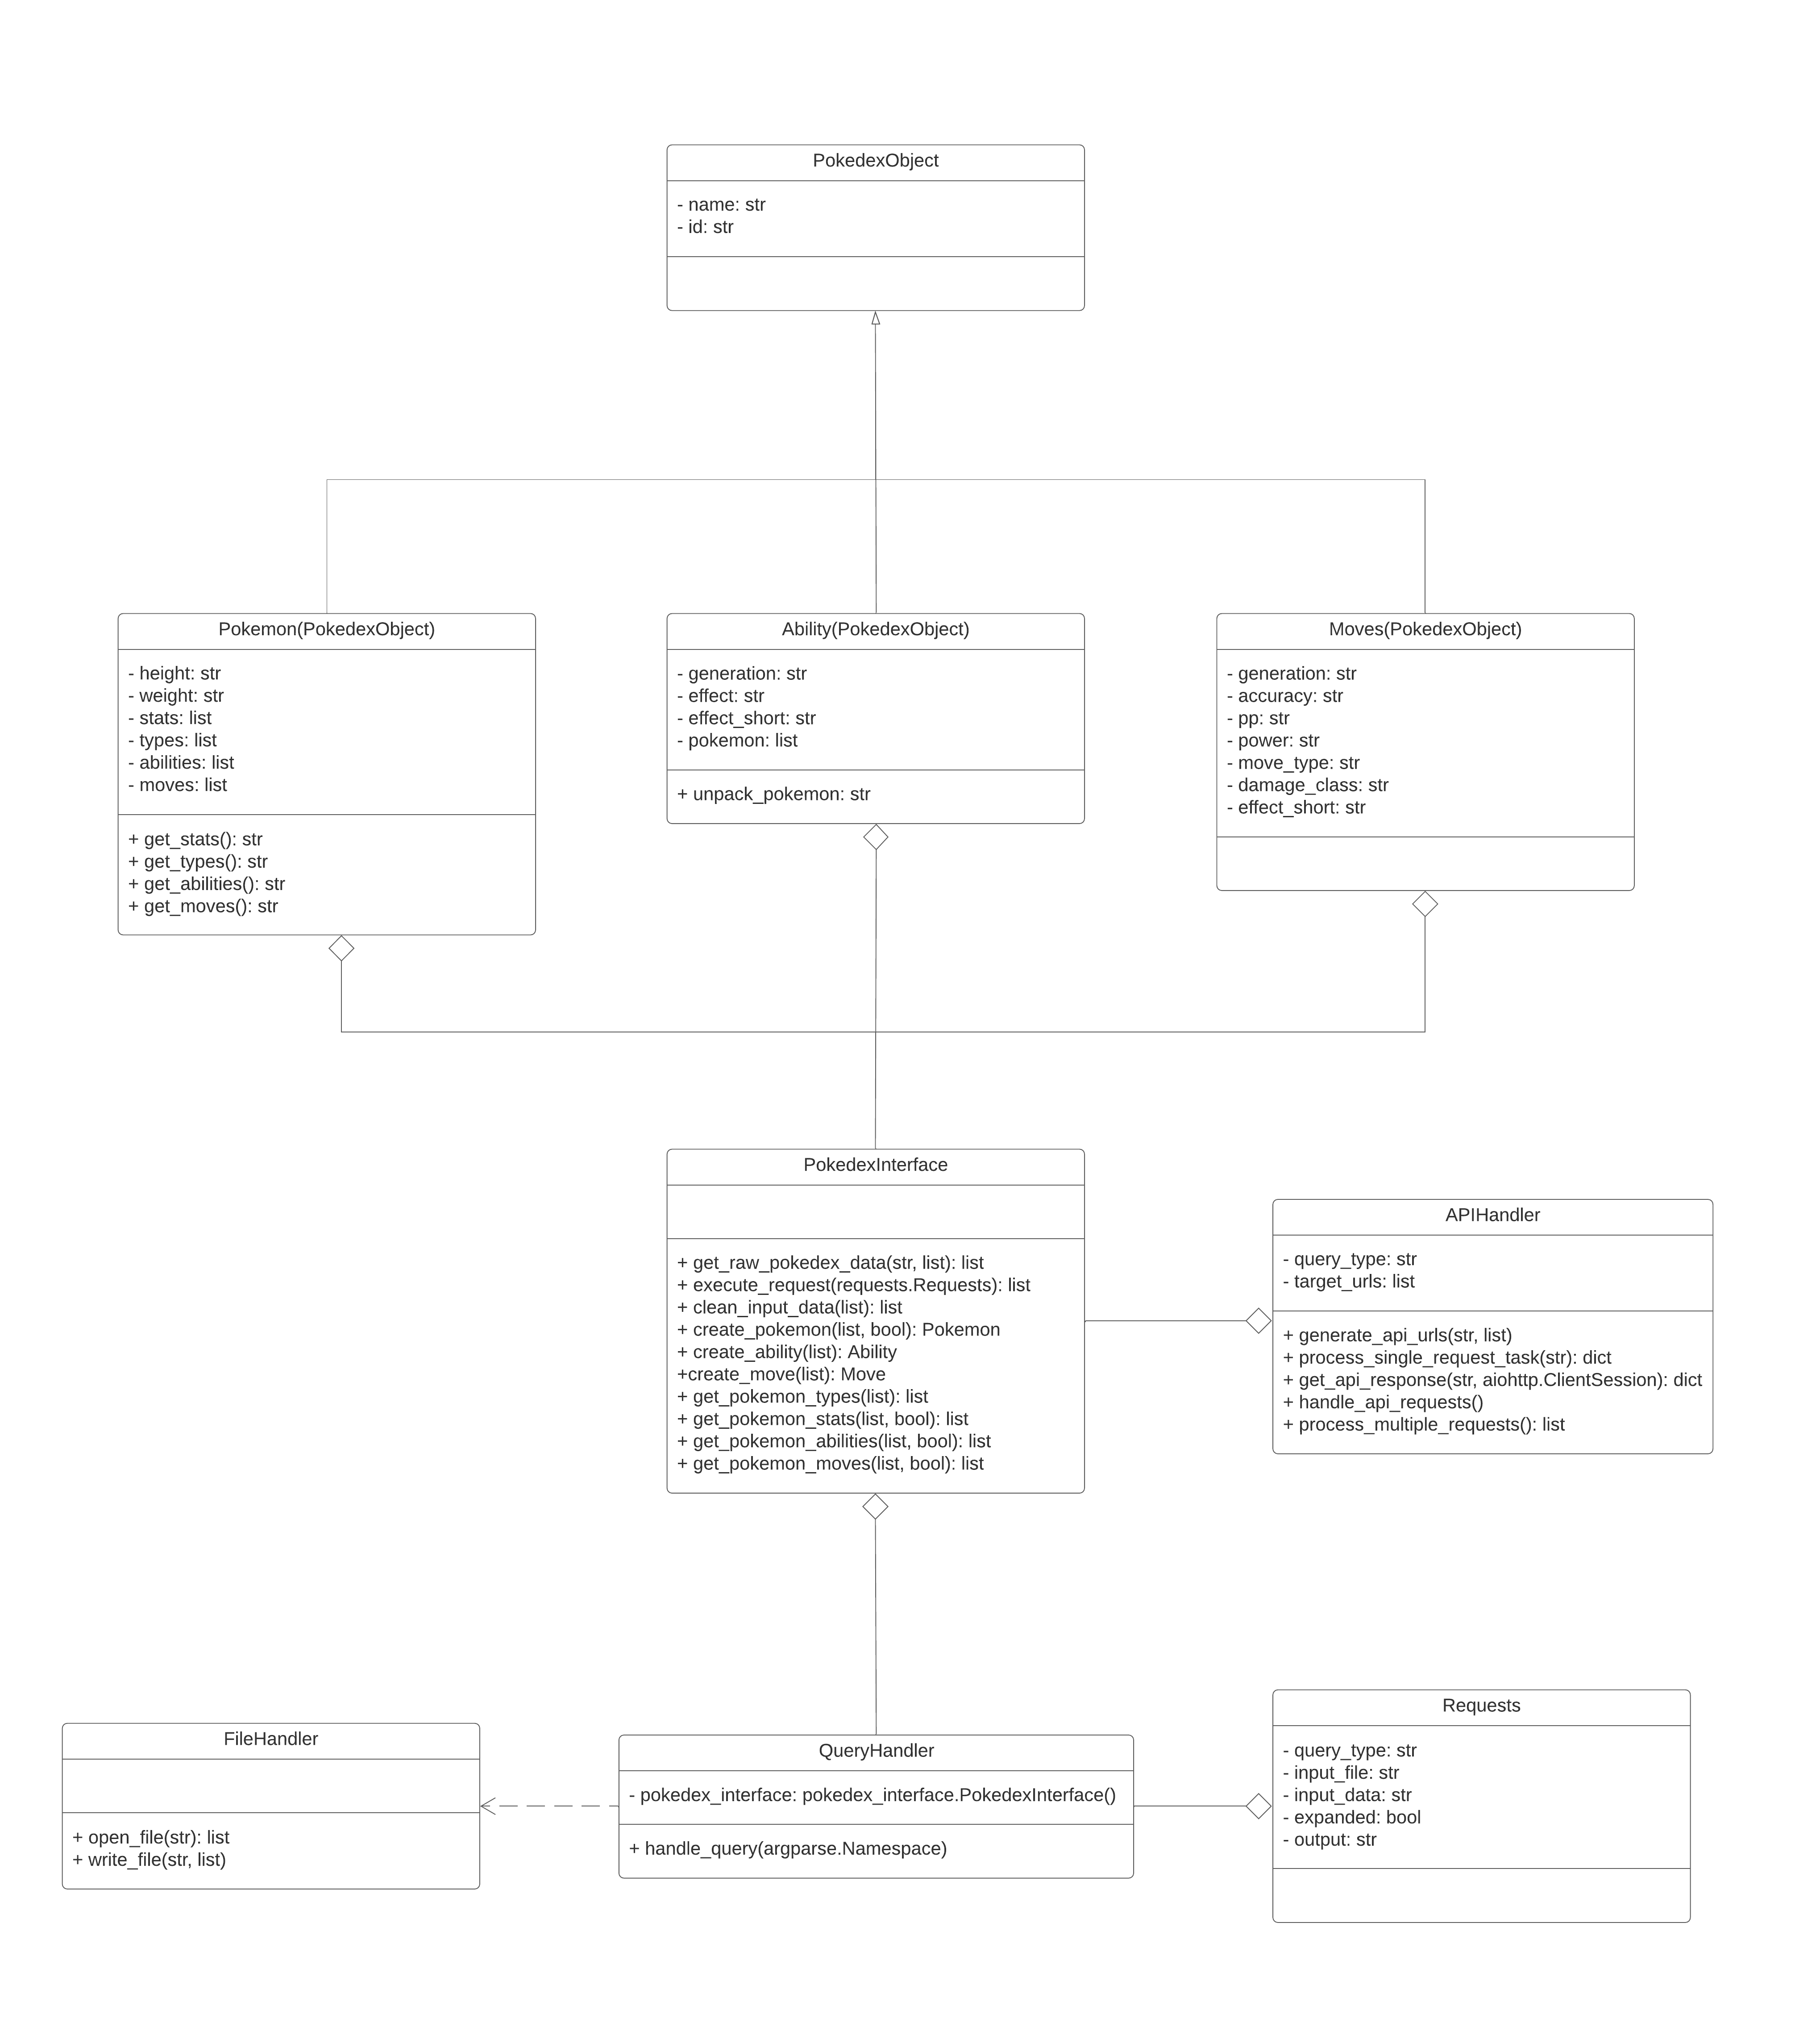 PokedexObject
- name: str
- id: str
Pokemon(PokedexObject)
- height: str
- weight: str
- stats: list
- types: list
- abilities: list
- moves: list
+ get_stats(): str
+ get_types(): str
+ get_abilities(): str
+ get_moves(): str
Ability(PokedexObject)
- generation: str
- effect: str
- effect_short: str
- pokemon: list
+ unpack_pokemon: str
Moves(PokedexObject)
- generation: str
- accuracy: str
- pp: str
- power: str
- move_type: str
- damage_class: str
- effect_short: str
PokedexInterface
+ get_raw_pokedex_data(str, list): list
+ execute_request(requests.Requests): list
+ clean_input_data(list): list
+ create_pokemon(list, bool): Pokemon
+ create_ability(list): Ability
+create_move(list): Move
+ get_pokemon_types(list): list
+ get_pokemon_stats(list, bool): list
+ get_pokemon_abilities(list, bool): list
+ get_pokemon_moves(list, bool): list
APIHandler
- query_type: str
- target_urls: list
+ generate_api_urls(str, list)
+ process_single_request_task(str): dict
+ get_api_response(str, aiohttp.ClientSession): dict
+ handle_api_requests()
+ process_multiple_requests(): list
FileHandler
+ open_file(str): list
+ write_file(str, list)
QueryHandler
- pokedex_interface: pokedex_interface.PokedexInterface()
+ handle_query(argparse.Namespace)
Requests
- query_type: str
- input_file: str
- input_data: str
- expanded: bool
- output: str